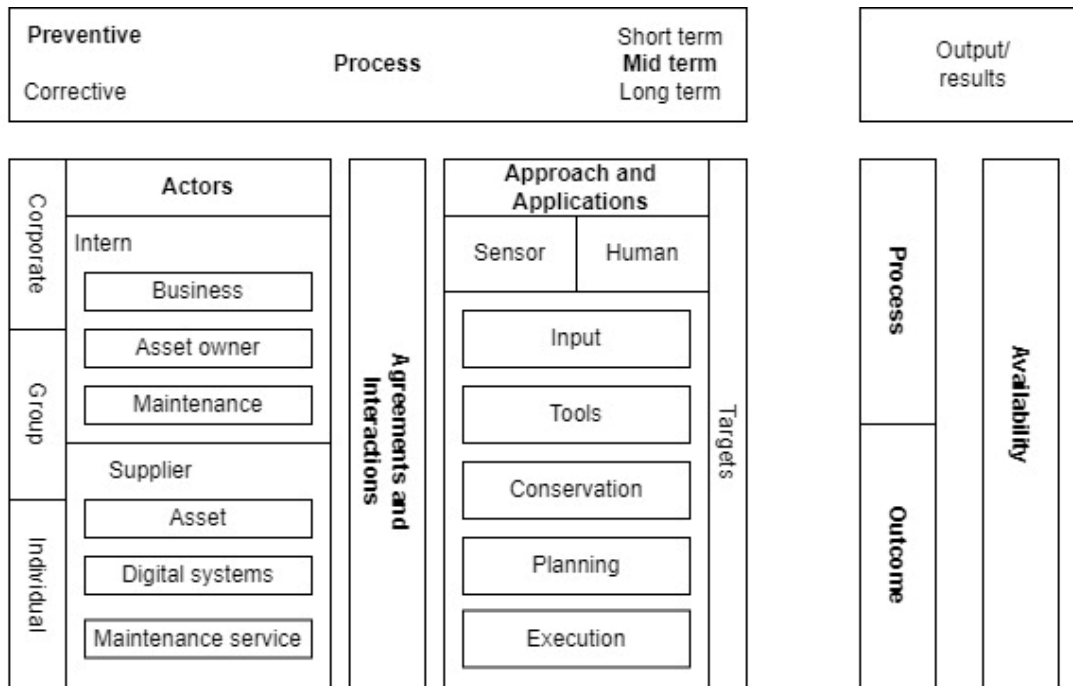 Preventive
Process
Corrective
Short term
Mid term
Long term
Output/
results
Corporate
Group
Individual
Actors
Intern
Business
Asset owner
Maintenance
Supplier
Asset
Digital systems
Maintenance service
Agreements and
Interactions
Approach and
Applications
Sensor
Human
Input
Tools
Conservation
Planning
Execution
Targets
Process
Outcome
Availability